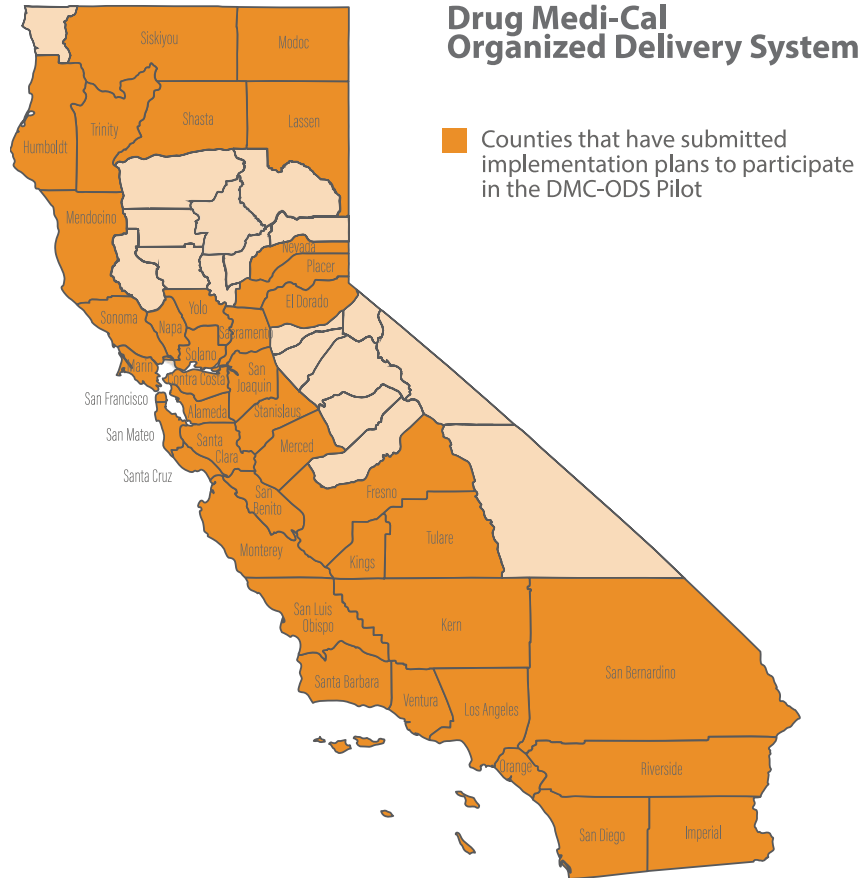 Drug Medi-Cal
Organized Delivery System
Counties that have submitted
implementation plans to participate
in the DMC-ODS Pilot
Siskiyou
Modoc
Humboldt
Trinity
Shasta
Lassen
Mendocino
Nevada
Placer
El Dorado
Sonoma
Napa
Yolo
Sacramento
Solano
Marin
Contra Costa
San
Joaquin
San Francisco
Alameda
Stanislaus
San Mateo
Santa
Clara
Merced
Santa Cruz
San
Benito
Fresno
Monterey
Kings
Tulare
San Luis
Obispo
Kern
San Bernardino
Santa Barbara
Ventura
Los Angeles
Orange
Riverside
San Diego
Imperial